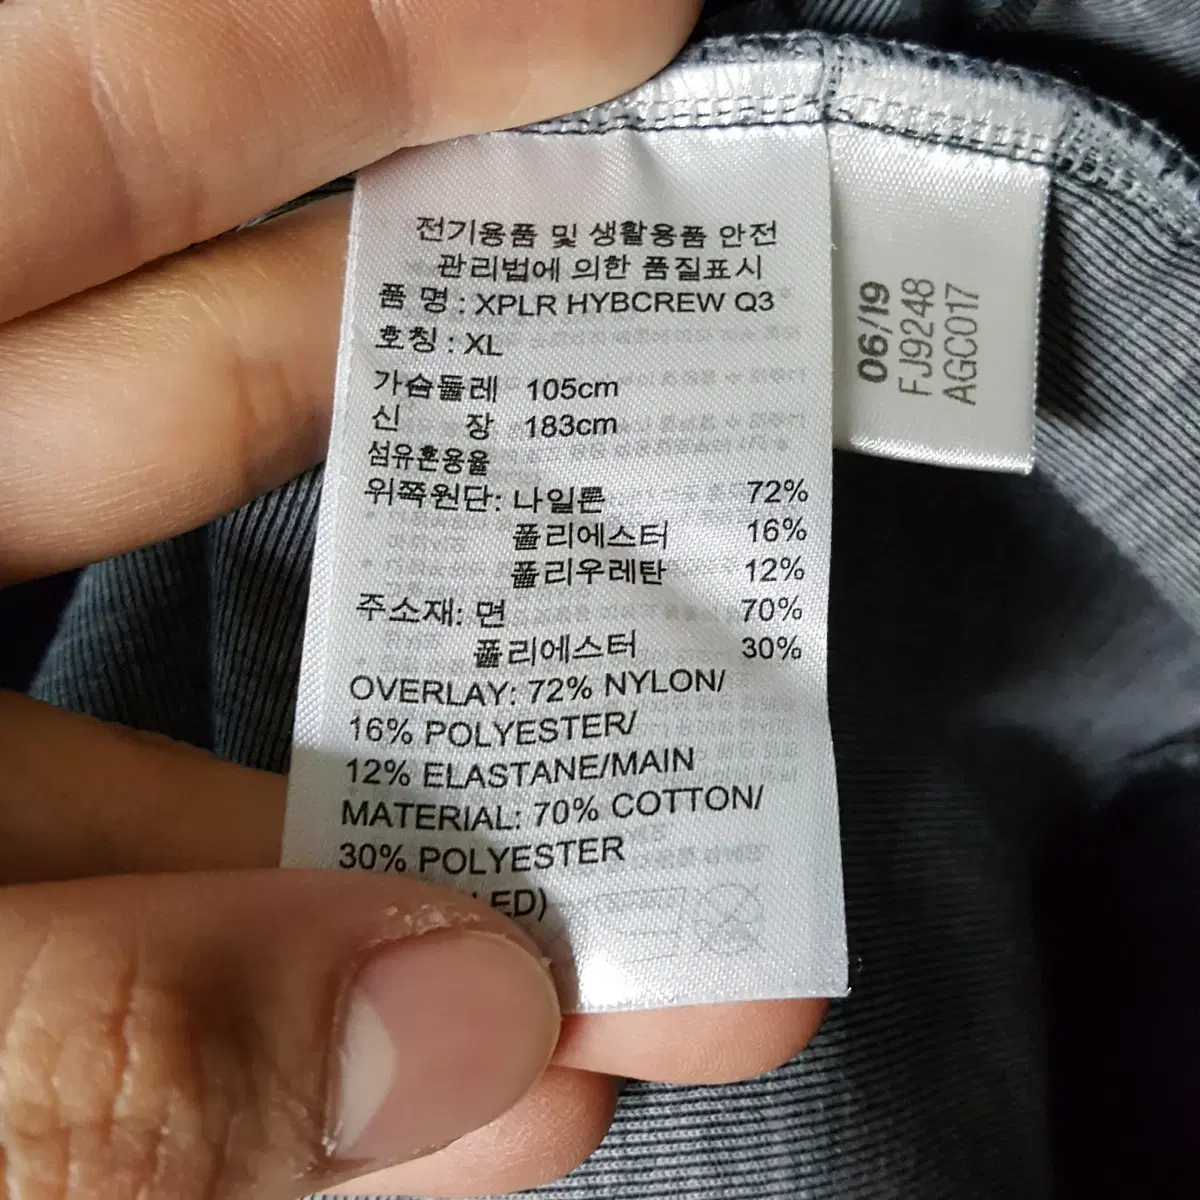 전기용품 및 생활용품 안전
관리법에 의한 품질표시
품 명 : XPLR HYBCREW Q3
호칭 : XL
가슴둘레 105cm
신 장 183cm
섬유혼용율
위쪽원단: 나일론 72%
폴리에스터 16%
폴리우레탄 12%
주소재: 면 70%
폴리에스터 30%
OVERLAY: 72% NYLON/
16% POLYESTER/
12% ELASTANE/MAIN
MATERIAL: 70% COTTON/
30% POLYESTER
06/19
FJ9248
AGC017